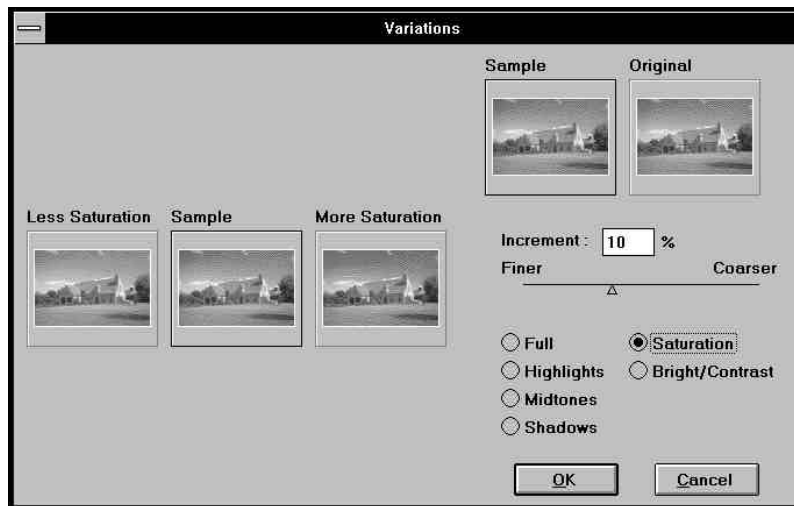 Variations
Sample Original
Less Saturation Sample More Saturation
Increment : 10 %
Finer Coarser
Full Saturation
Highlights Bright/Contrast
Midtones
Shadows
OK Cancel